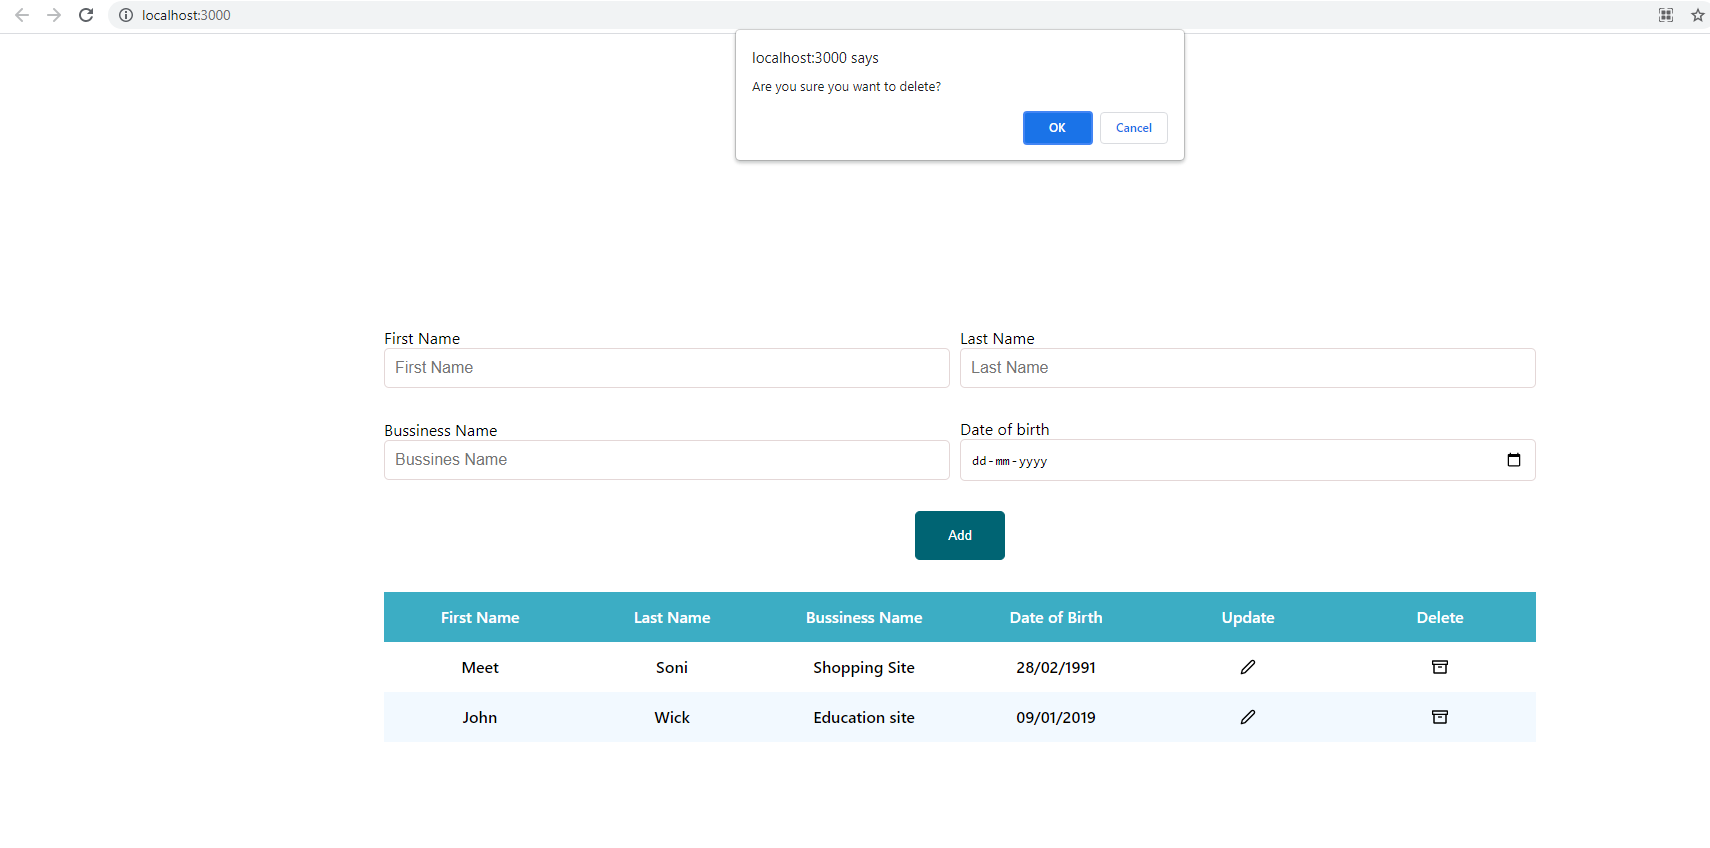 localhost:3000
localhost:3000 says
Are you sure you want to delete?
OK Cancel
First Name Last Name
First Name Last Name
Bussiness Name Date of birth
Bussines Name dd-mm-yyyy
Add
First Name Last Name Bussiness Name Date of Birth Update Delete
Meet Soni Shopping Site 28/02/1991
John Wick Education site 09/01/2019